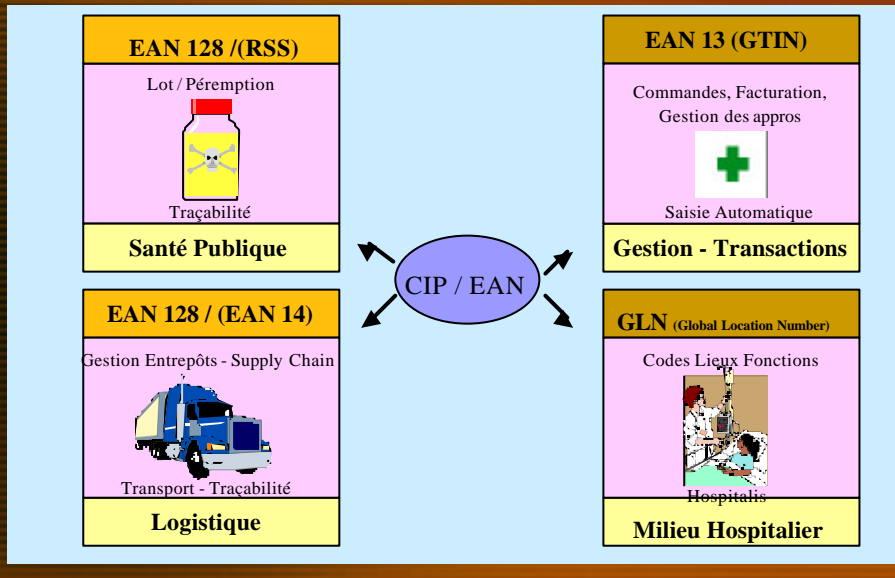 EAN 128 /(RSS)
Lot / Péremption
Traçabilité
Santé Publique
EAN 13 (GTIN)
Commandes, Facturation,
Gestion des appros
Saisie Automatique
Gestion - Transactions
CIP / EAN
EAN 128 / (EAN 14)
Gestion Entrepôts - Supply Chain
Transport - Traçabilité
Logistique
GLN (Global Location Number)
Codes Lieux Fonctions
Hospitalis
Milieu Hospitalier